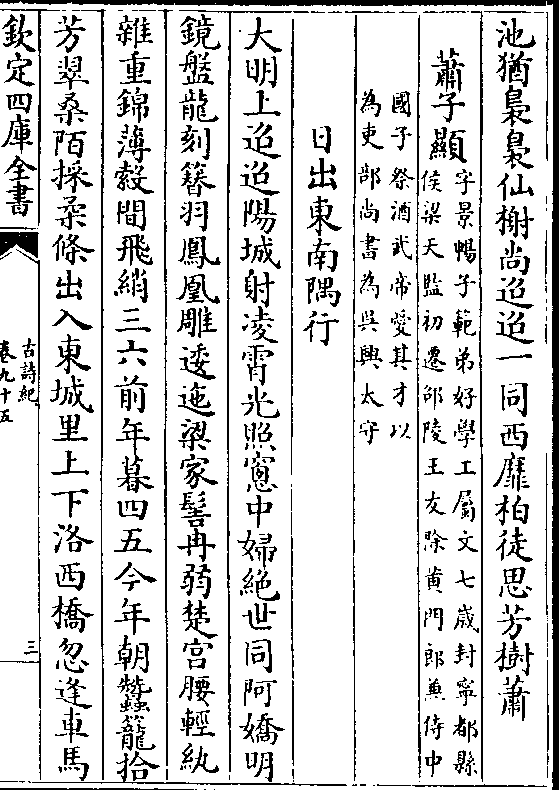 池猶裊裊仙榭尚迢迢一同西靡柏徒思芳樹蕭
蕭子顯
字景暢子範弟好學工屬文七歲封寧都縣
侯梁天監初遷邵陵王友除黄門郎兼侍中
國子祭酒武帝愛其才以
為吏部尚書為吳興太守
日出東南隅行
大明上迢迢陽城射凌霄光照窻中婦絕世同阿嬌明
鏡盤龍刻簪羽鳳凰雕逶迤梁家髻冉弱楚宮腰輕紈
雜重錦薄縠間飛綃三六前年暮四五今年朝蠶籠拾
芳翠桑陌採柔條出入東城里上下洛西橋忽逢車馬
欽定四庫全書
古詩紀
卷九十五
三